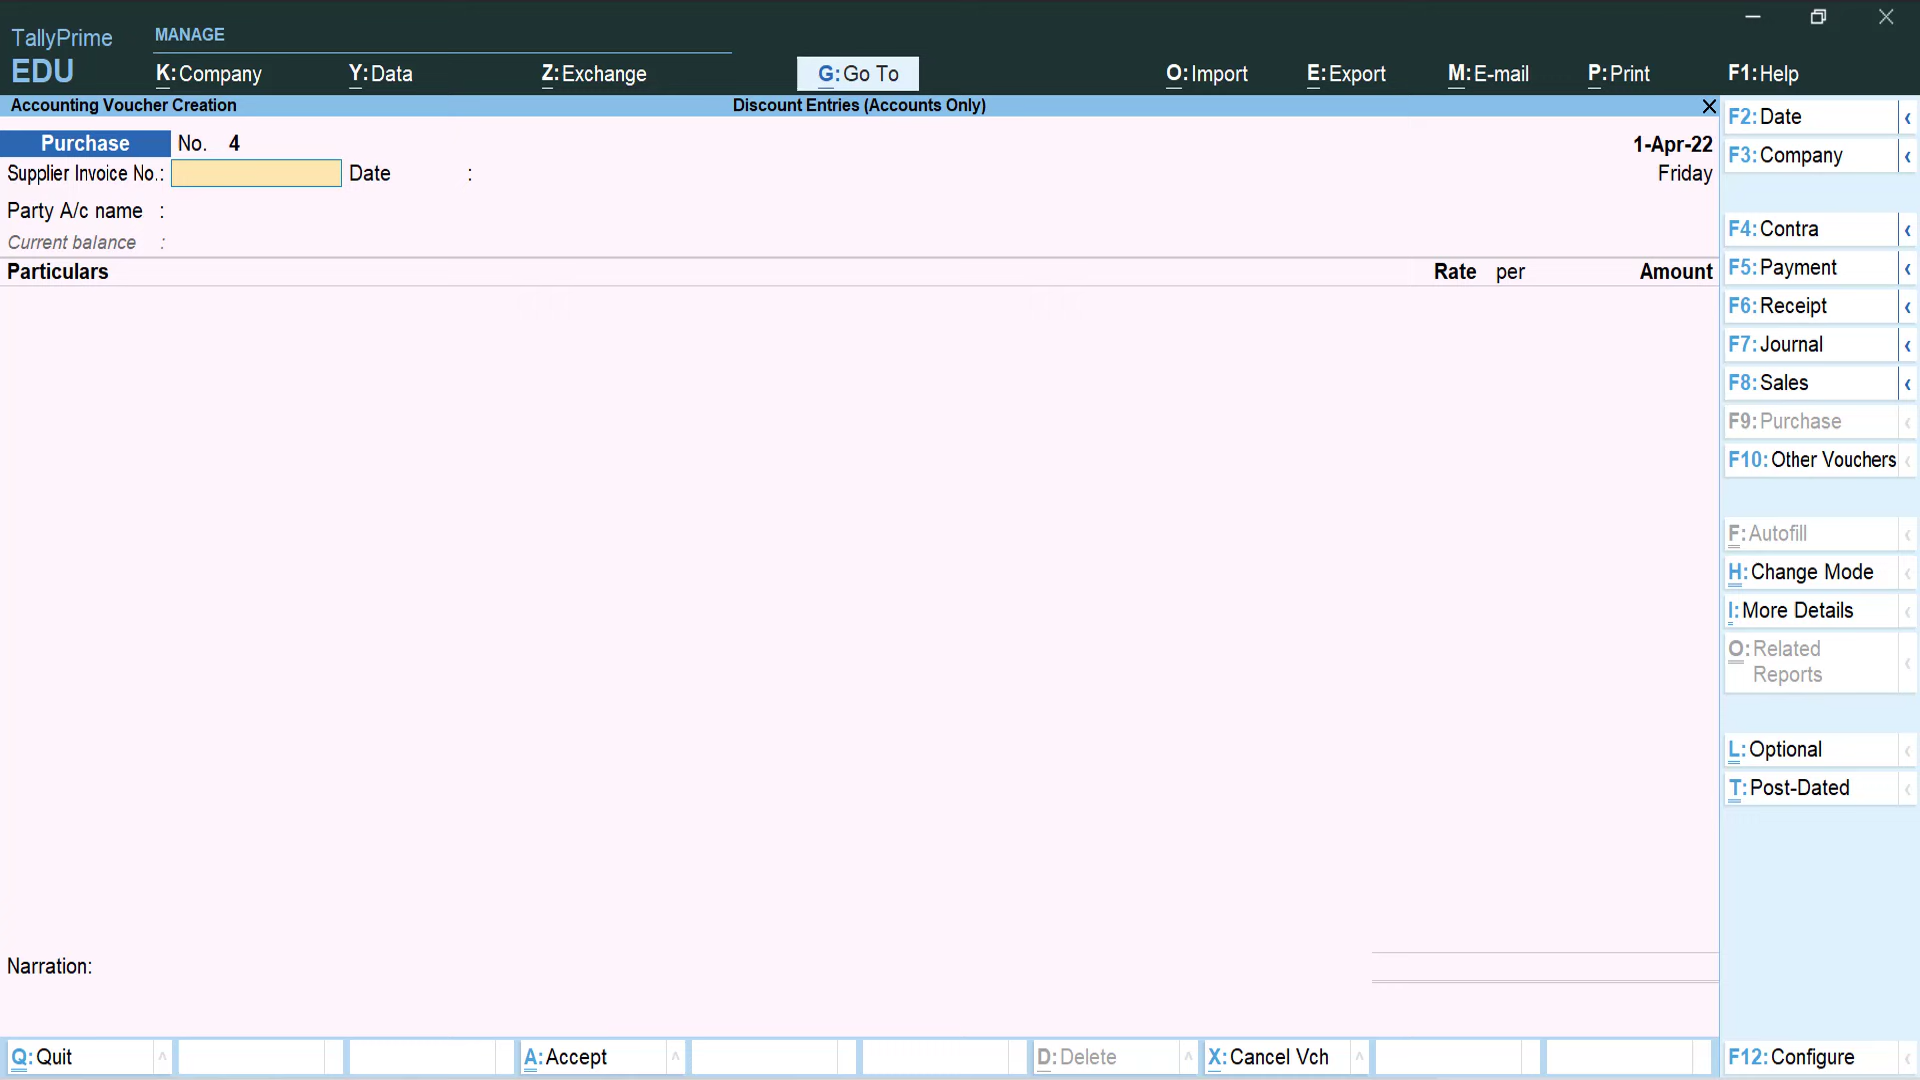 TallyPrime
EDU
MANAGE
K:Company Y:Data Z:Exchange G:Go To O:Import E:Export M:E-mail P:Print F1:Help
Accounting Voucher Creation Discount Entries (Accounts Only)
Purchase No. 4 1-Apr-22
Supplier Invoice No.: Date : Friday
Party A/c name :
Current balance :
Particulars Rate per Amount
Narration:
F2:Date
F3:Company
F4:Contra
F5:Payment
F6:Receipt
F7:Journal
F8:Sales
F9:Purchase
F10:Other Vouchers
F:Autofill
H:Change Mode
I:More Details
O:Related
Reports
L:Optional
T:Post-Dated
Q:Quit A:Accept D:Delete X:Cancel Vch F12:Configure